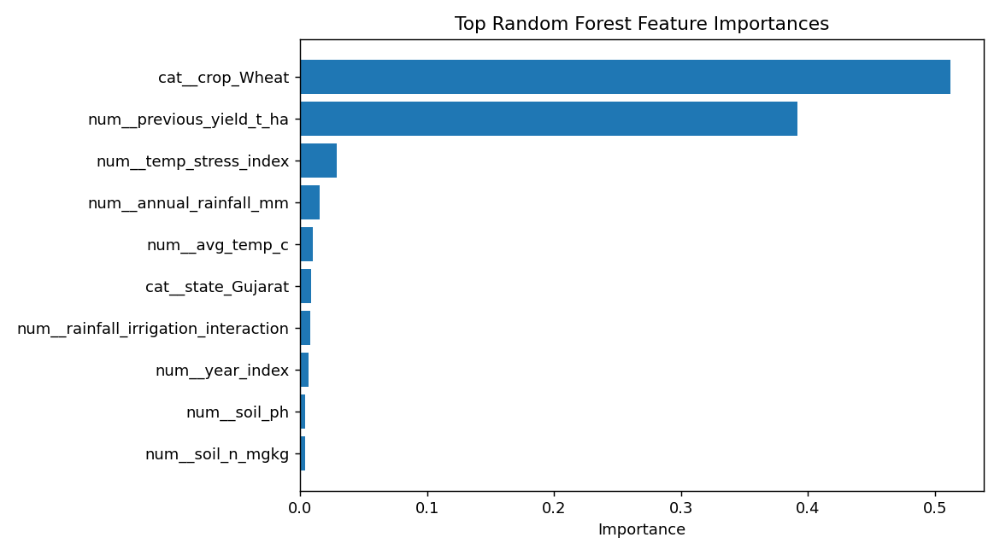 Top Random Forest Feature Importances
cat__crop_Wheat
num__previous_yield_t_ha
num__temp_stress_index
num__annual_rainfall_mm
num__avg_temp_c
cat__state_Gujarat
num__rainfall_irrigation_interaction
num__year_index
num__soil_ph
num__soil_n_mgkg
0.0 0.1 0.2 0.3 0.4 0.5
Importance